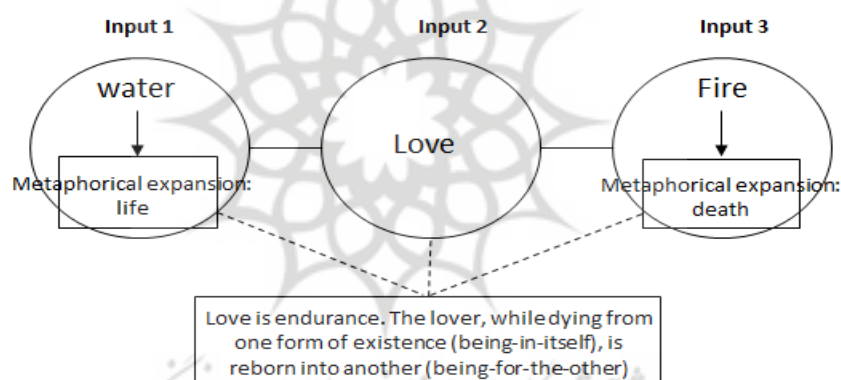 Input 1
Input 2
Input 3
water
Love
Fire
Metaphorical expansion:
life
Metaphorical expansion:
death
Love is endurance. The lover, while dying from
one form of existence (being-in-itself), is
reborn into another (being-for-the-other)